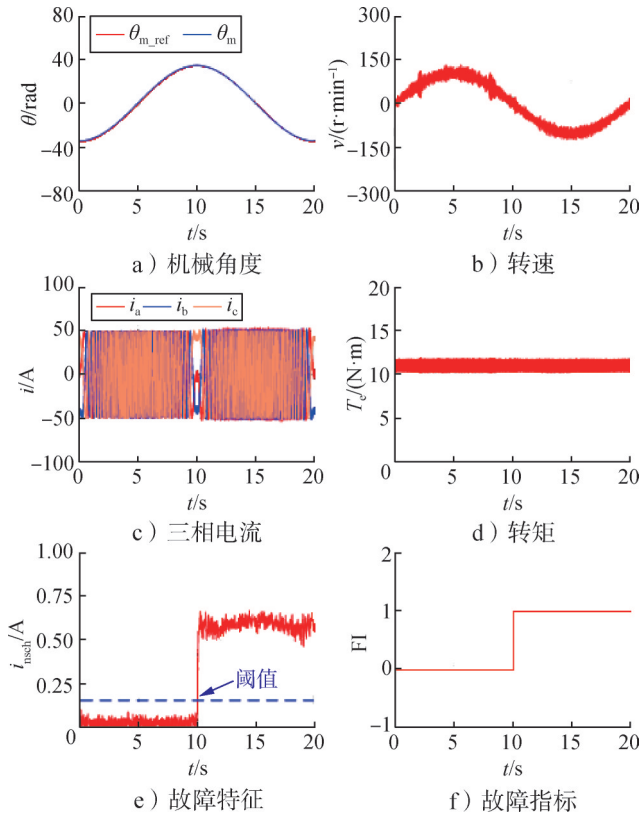 θm_ref θm
θ/rad
80
40
0
−40
−80
0 5 10 15 20
t/s
a）机械角度
v/(r·min−1)
300
150
0
−150
−300
0 5 10 15 20
t/s
b）转速
ia ib ic
i/A
100
50
0
−50
−100
0 5 10 15 20
t/s
c）三相电流
Te/(N·m)
20
15
10
5
0
0 5 10 15 20
t/s
d）转矩
insch/A
1.00
0.75
0.50
0.25
0
阈值
0 5 10 15 20
t/s
e）故障特征
FI
2
1
0
−1
0 5 10 15 20
t/s
f）故障指标